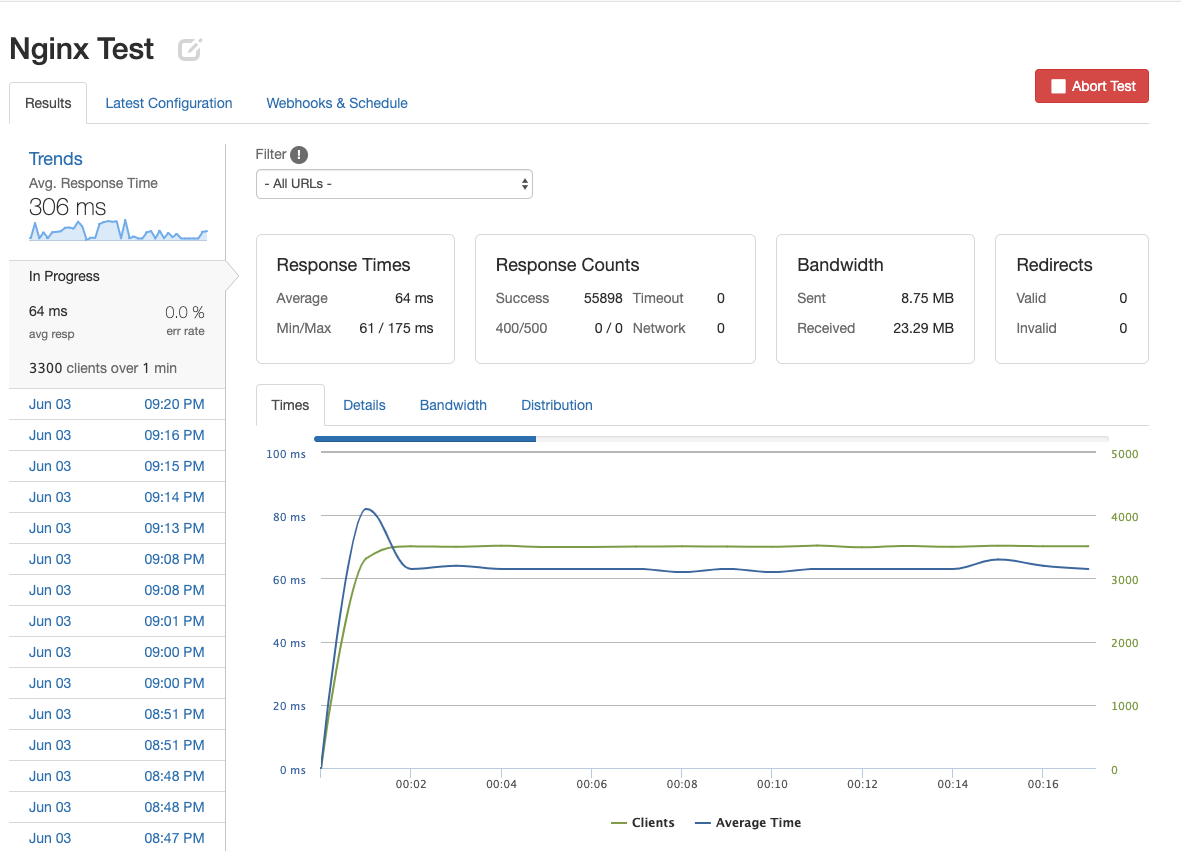 Nginx Test
Abort Test
Results Latest Configuration Webhooks & Schedule
Trends
Avg. Response Time
306 ms
In Progress
64 ms 0.0 %
avg resp err rate
3300 clients over 1 min
Jun 03 09:20 PM
Jun 03 09:16 PM
Jun 03 09:15 PM
Jun 03 09:14 PM
Jun 03 09:13 PM
Jun 03 09:08 PM
Jun 03 09:08 PM
Jun 03 09:01 PM
Jun 03 09:00 PM
Jun 03 09:00 PM
Jun 03 08:51 PM
Jun 03 08:51 PM
Jun 03 08:48 PM
Jun 03 08:48 PM
Jun 03 08:47 PM
Filter !
- All URLs -
Response Times
Average 64 ms
Min/Max 61 / 175 ms
Response Counts
Success 55898 Timeout 0
400/500 0 / 0 Network 0
Bandwidth
Sent 8.75 MB
Received 23.29 MB
Redirects
Valid 0
Invalid 0
Times Details Bandwidth Distribution
100 ms 5000
80 ms 4000
60 ms 3000
40 ms 2000
20 ms 1000
0 ms 0
00:02 00:04 00:06 00:08 00:10 00:12 00:14 00:16
Clients Average Time